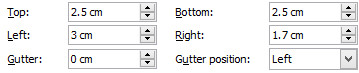 Top: 2.5 cm Bottom: 2.5 cm
Left: 3 cm Right: 1.7 cm
Gutter: 0 cm Gutter position: Left